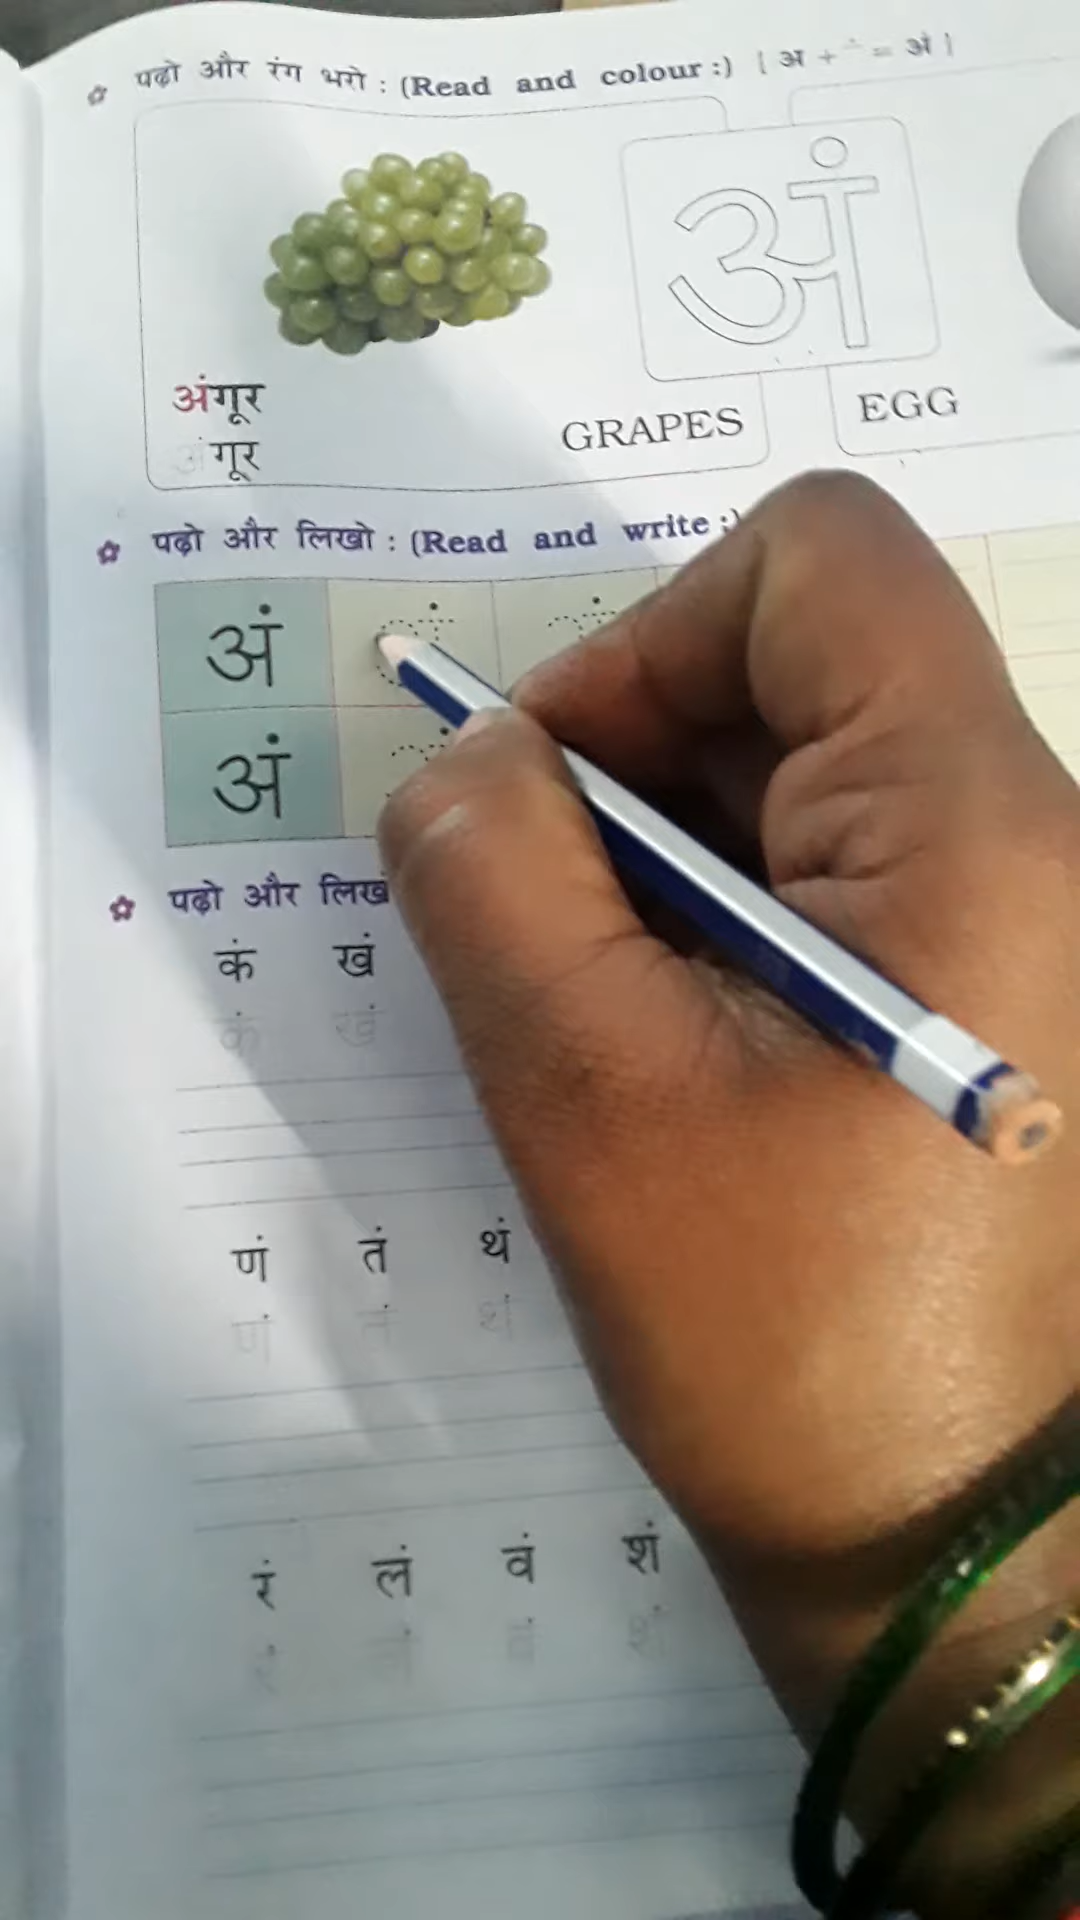 पढ़ो और रंग भरो : (Read and colour :) [ अ + ं = अं ]
अं
अंगूर
अंगूर
GRAPES
EGG
पढ़ो और लिखो : (Read and write :)
अं अं
अं
पढ़ो और
कं खं
कं खं
णं तं थं
णं तं थं
रं लं वं शं
रं लं वं शं